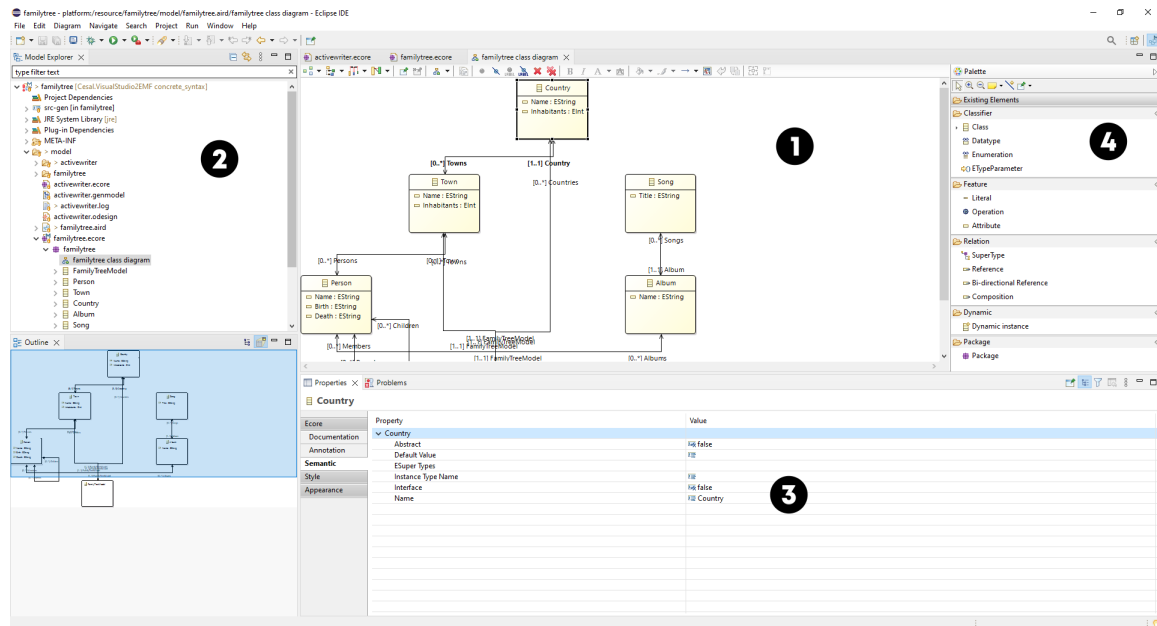 familytree - platform:/resource/familytree/model/familytree.aird/familytree class diagram - Eclipse IDE
File Edit Diagram Navigate Search Project Run Window Help
Model Explorer
type filter text
> familytree [Cesal.VisualStudio2EMF concrete_syntax]
Project Dependencies
> src-gen [in familytree]
JRE System Library [jre]
Plug-in Dependencies
META-INF
> model
> activewriter
familytree
activewriter.ecore
activewriter.genmodel
> activewriter.log
activewriter.odesign
> familytree.aird
familytree.ecore
familytree
familytree class diagram
FamilyTreeModel
Person
Town
Country
Album
Song
2
Outline
activewriter.ecore
familytree.ecore
familytree class diagram
Country
Name : EString
Inhabitants : EInt
[0..*] Towns
[1..1] Country
[0..*] Countries
Town
Name : EString
Inhabitants : EInt
Song
Title : EString
[0..*] Songs
[0..*] Persons
[1..1] Album
Person
Name : EString
Birth : EString
Death : EString
Album
Name : EString
[0..*] Children
[0..*] Members
[1..1] FamilyTreeModel
[1..1] FamilyTreeModel
[1..1] FamilyTreeModel
[0..*] Albums
1
Palette
Existing Elements
Classifier
Class
Datatype
Enumeration
ETypeParameter
Feature
Literal
Operation
Attribute
Relation
SuperType
Reference
Bi-directional Reference
Composition
Dynamic
Dynamic instance
Package
Package
4
Properties
Problems
Country
Ecore
Documentation
Annotation
Semantic
Style
Appearance
Property Value
Country
Abstract false
Default Value
ESuper Types
Instance Type Name
Interface false
Name Country
3